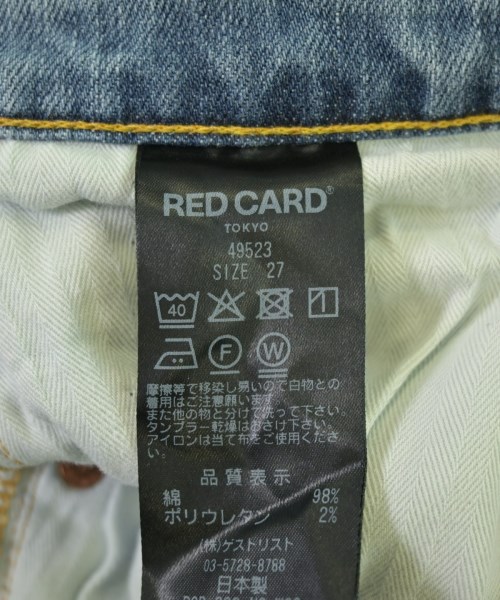 RED CARD®
TOKYO
49523
SIZE 27
40
F W
摩擦等で移染し易いので白物との
着用はご注意願います
また他の物と分けて洗って下さい。
タンブラー乾燥はおさけ下さい。
アイロンは当て布をご使用くださ
い。
品質表示
綿 98%
ポリウレタン 2%
(株)ゲストリスト
03-5728-8788
日本製